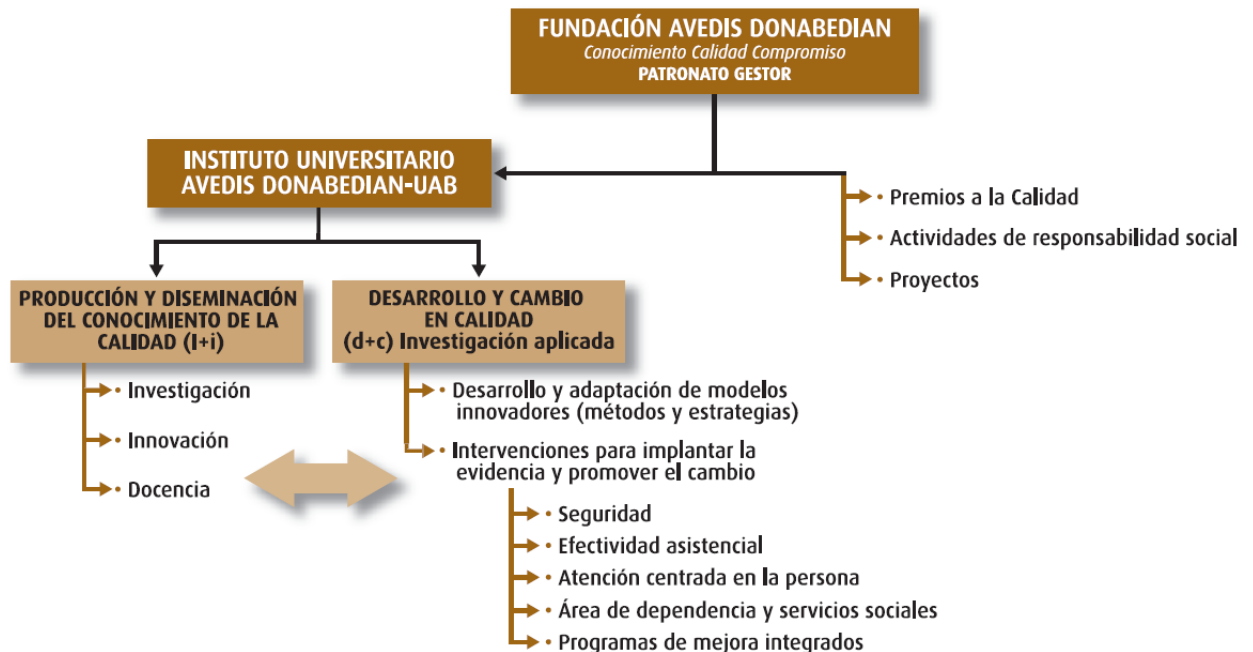 FUNDACIÓN AVEDIS DONABEDIAN
Conocimiento Calidad Compromiso
PATRONATO GESTOR
INSTITUTO UNIVERSITARIO
AVEDIS DONABEDIAN-UAB
• Premios a la Calidad
• Actividades de responsabilidad social
• Proyectos
PRODUCCIÓN Y DISEMINACIÓN
DEL CONOCIMIENTO DE LA
CALIDAD (I+i)
• Investigación
• Innovación
• Docencia
DESARROLLO Y CAMBIO
EN CALIDAD
(d+c) Investigación aplicada
• Desarrollo y adaptación de modelos
innovadores (métodos y estrategias)
• Intervenciones para implantar la
evidencia y promover el cambio
• Seguridad
• Efectividad asistencial
• Atención centrada en la persona
• Área de dependencia y servicios sociales
• Programas de mejora integrados